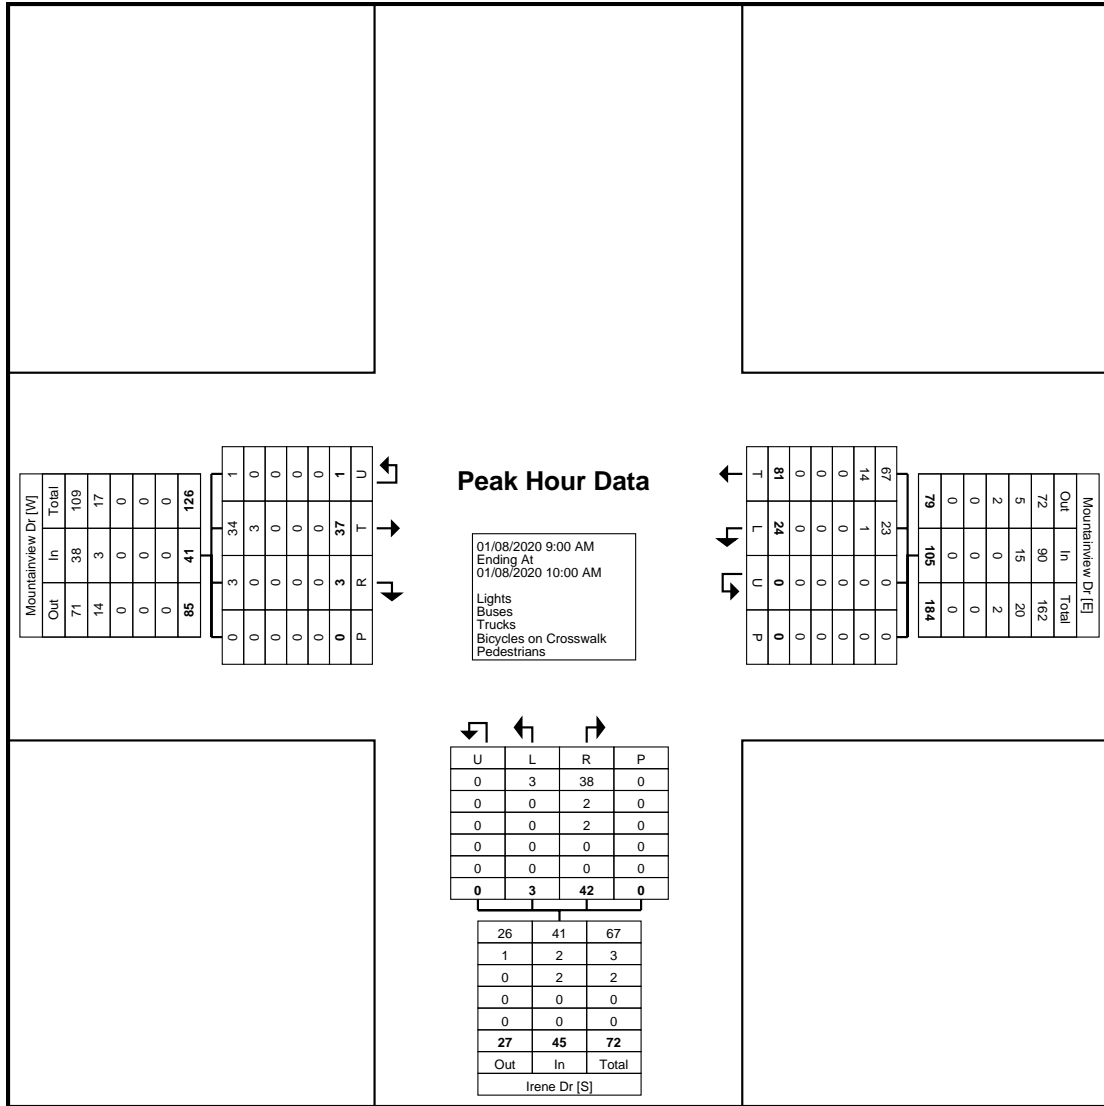 Peak Hour Data
01/08/2020 9:00 AM
Ending At
01/08/2020 10:00 AM
Lights
Buses
Trucks
Bicycles on Crosswalk
Pedestrians
Mountainview Dr [W]
Total 109 17 0 0 0 126
In 38 3 0 0 0 41
Out 71 14 0 0 0 85
1 0 0 0 0 1 U
34 3 0 0 0 37 T
3 0 0 0 0 3 R
0 0 0 0 0 0 P
T 81 0 0 0 14 67
L 24 0 0 0 1 23
U 0 0 0 0 0 0
P 0 0 0 0 0 0
Mountainview Dr [E]
Out 72 5 2 0 0 79
In 90 15 0 0 0 105
Total 162 20 2 0 0 184
U L R P
0 3 38 0
0 0 2 0
0 0 2 0
0 0 0 0
0 0 0 0
0 3 42 0
26 41 67
1 2 3
0 2 2
0 0 0
0 0 0
27 45 72
Out In Total
Irene Dr [S]